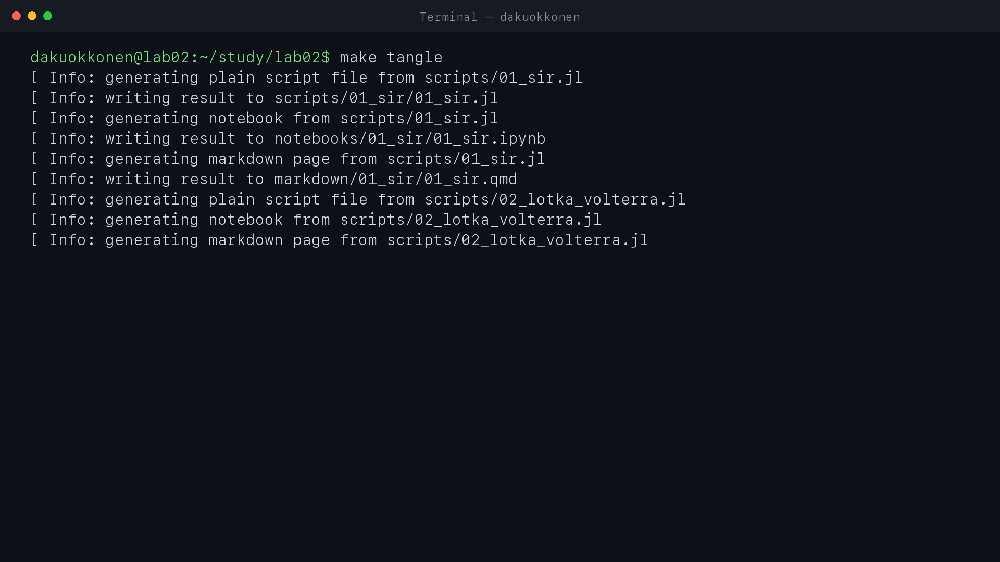 Terminal — dakuokkonen
dakuokkonen@lab02:~/study/lab02$ make tangle
[ Info: generating plain script file from scripts/01_sir.jl
[ Info: writing result to scripts/01_sir/01_sir.jl
[ Info: generating notebook from scripts/01_sir.jl
[ Info: writing result to notebooks/01_sir/01_sir.ipynb
[ Info: generating markdown page from scripts/01_sir.jl
[ Info: writing result to markdown/01_sir/01_sir.qmd
[ Info: generating plain script file from scripts/02_lotka_volterra.jl
[ Info: generating notebook from scripts/02_lotka_volterra.jl
[ Info: generating markdown page from scripts/02_lotka_volterra.jl